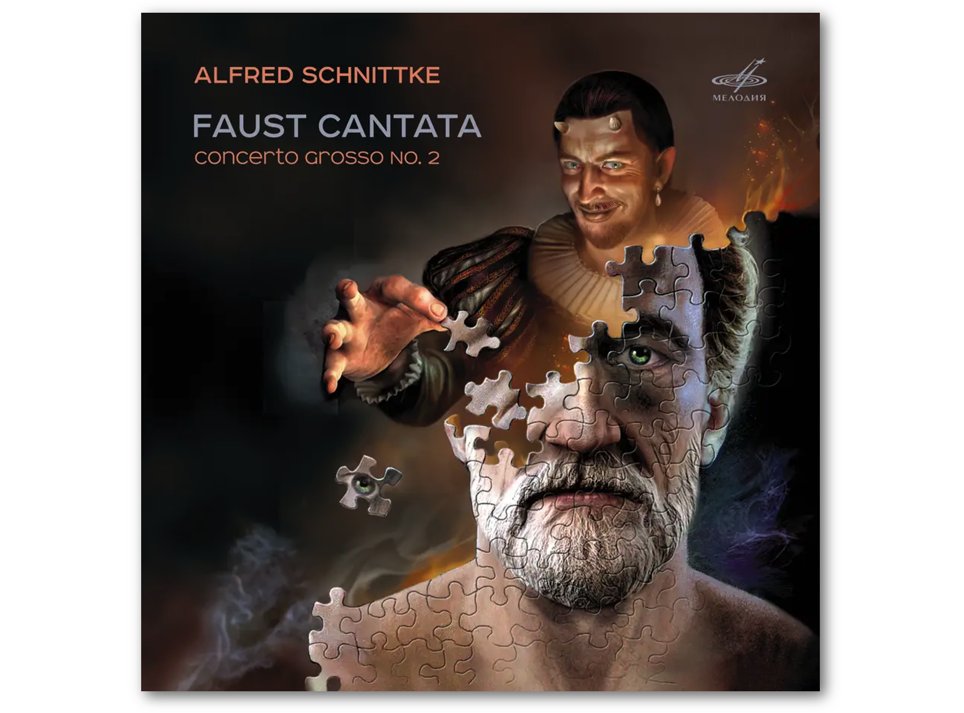 ALFRED SCHNITTKE
FAUST CANTATA
concerto grosso NO. 2
МЕЛОДИЯ